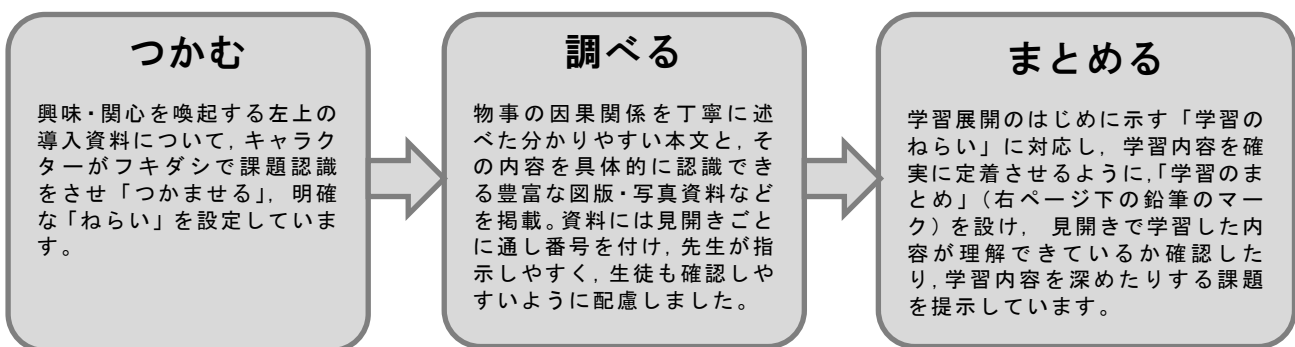 つかむ
興味・関心を喚起する左上の
導入資料について,キャラク
ターがフキダシで課題認識
をさせ「つかませる」, 明確
な「ねらい」を設定していま
す。
調べる
物事の因果関係を丁寧に述
べた分かりやすい本文と,そ
の内容を具体的に認識でき
る豊富な図版・写真資料など
を掲載。資料には見開きごと
に通し番号を付け,先生が指
示しやすく,生徒も確認しや
すいように配慮しました。
まとめる
学習展開のはじめに示す「学習の
ねらい」に対応し, 学習内容を確
実に定着させるように,「学習のま
とめ」(右ページ下の鉛筆のマー
ク)を設け, 見開きで学習した内
容が理解できているか確認した
り,学習内容を深めたりする課題
を提示しています。